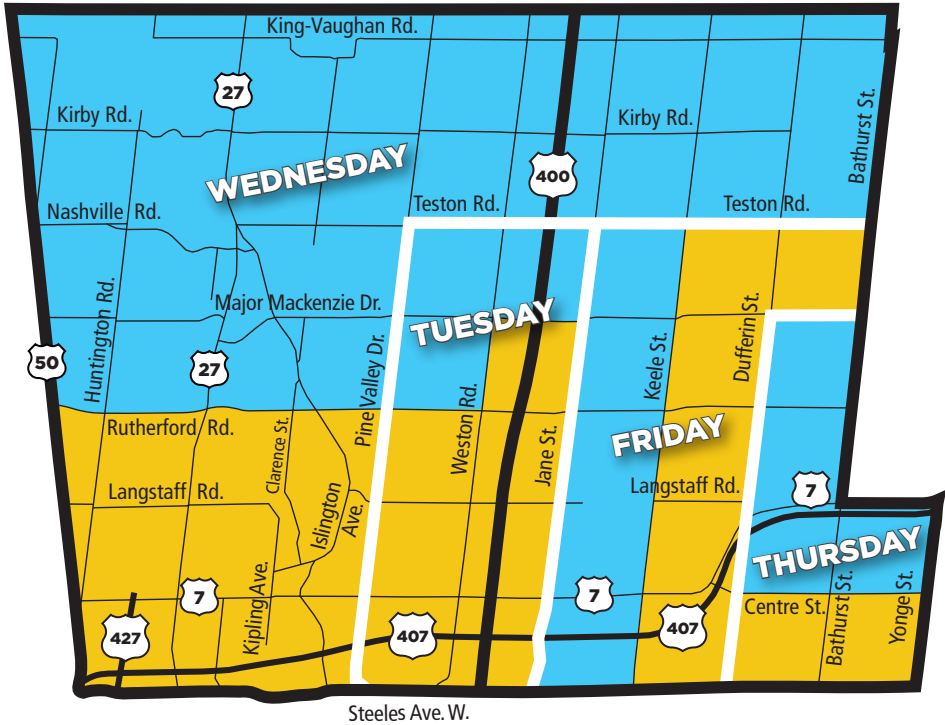 King-Vaughan Rd.
27
Kirby Rd.
Kirby Rd.
Bathurst St.
WEDNESDAY
400
Nashville Rd.
Teston Rd.
Teston Rd.
Huntington Rd.
Major Mackenzie Dr.
TUESDAY
Dufferin St.
50
27
Pine Valley Dr.
Keele St.
Rutherford Rd.
Clarence St.
Weston Rd.
Jane St.
FRIDAY
Langstaff Rd.
Islington
Ave.
Langstaff Rd.
7
THURSDAY
7
Kipling Ave.
7
Centre St.
Bathurst St.
Yonge St.
427
407
407
Steeles Ave. W.